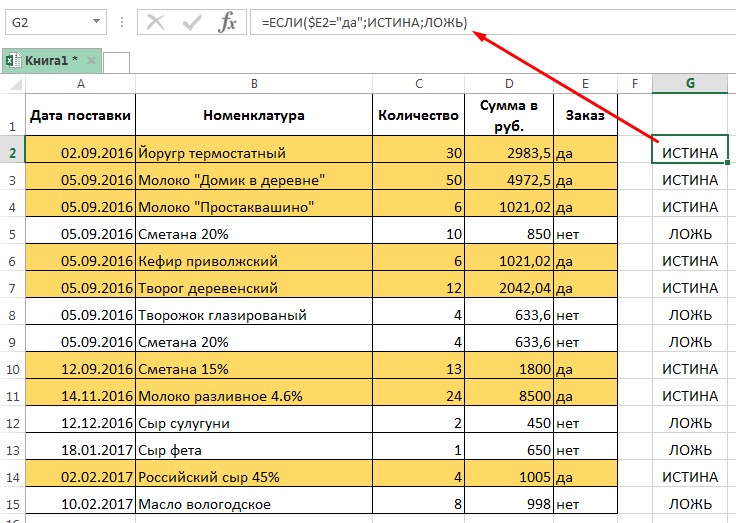 G2 fx =ЕСЛИ($E2="да";ИСТИНА;ЛОЖЬ)
Книга1 *
A B C D E F G
1 Дата поставки Номенклатура Количество Сумма в руб. Заказ
2 02.09.2016 Йоругр термостатный 30 2983,5 да ИСТИНА
3 05.09.2016 Молоко "Домик в деревне" 50 4972,5 да ИСТИНА
4 05.09.2016 Молоко "Простаквашино" 6 1021,02 да ИСТИНА
5 05.09.2016 Сметана 20% 10 850 нет ЛОЖЬ
6 05.09.2016 Кефир приволжский 6 1021,02 да ИСТИНА
7 05.09.2016 Творог деревенский 12 2042,04 да ИСТИНА
8 05.09.2016 Творожок глазированый 4 633,6 нет ЛОЖЬ
9 05.09.2016 Сметана 20% 4 633,6 нет ЛОЖЬ
10 12.09.2016 Сметана 15% 13 1800 да ИСТИНА
11 14.11.2016 Молоко разливное 4.6% 24 8500 да ИСТИНА
12 12.12.2016 Сыр сулугуни 2 450 нет ЛОЖЬ
13 18.01.2017 Сыр фета 1 650 нет ЛОЖЬ
14 02.02.2017 Российский сыр 45% 4 1005 да ИСТИНА
15 10.02.2017 Масло вологодское 8 998 нет ЛОЖЬ